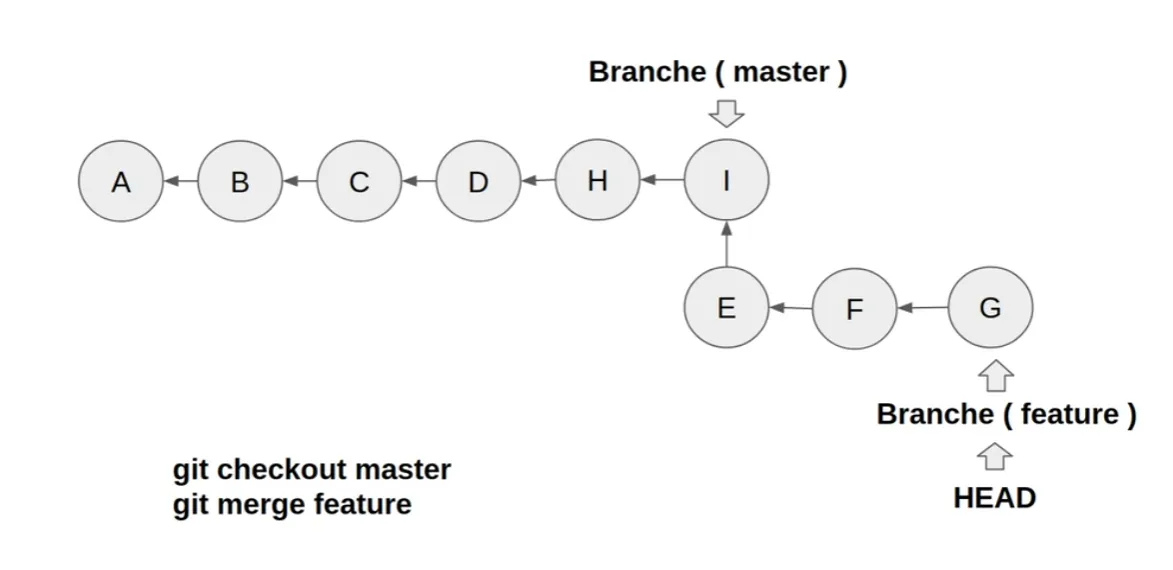 Branche ( master )
A B C D H I
E F G
Branche ( feature )
git checkout master
git merge feature
HEAD